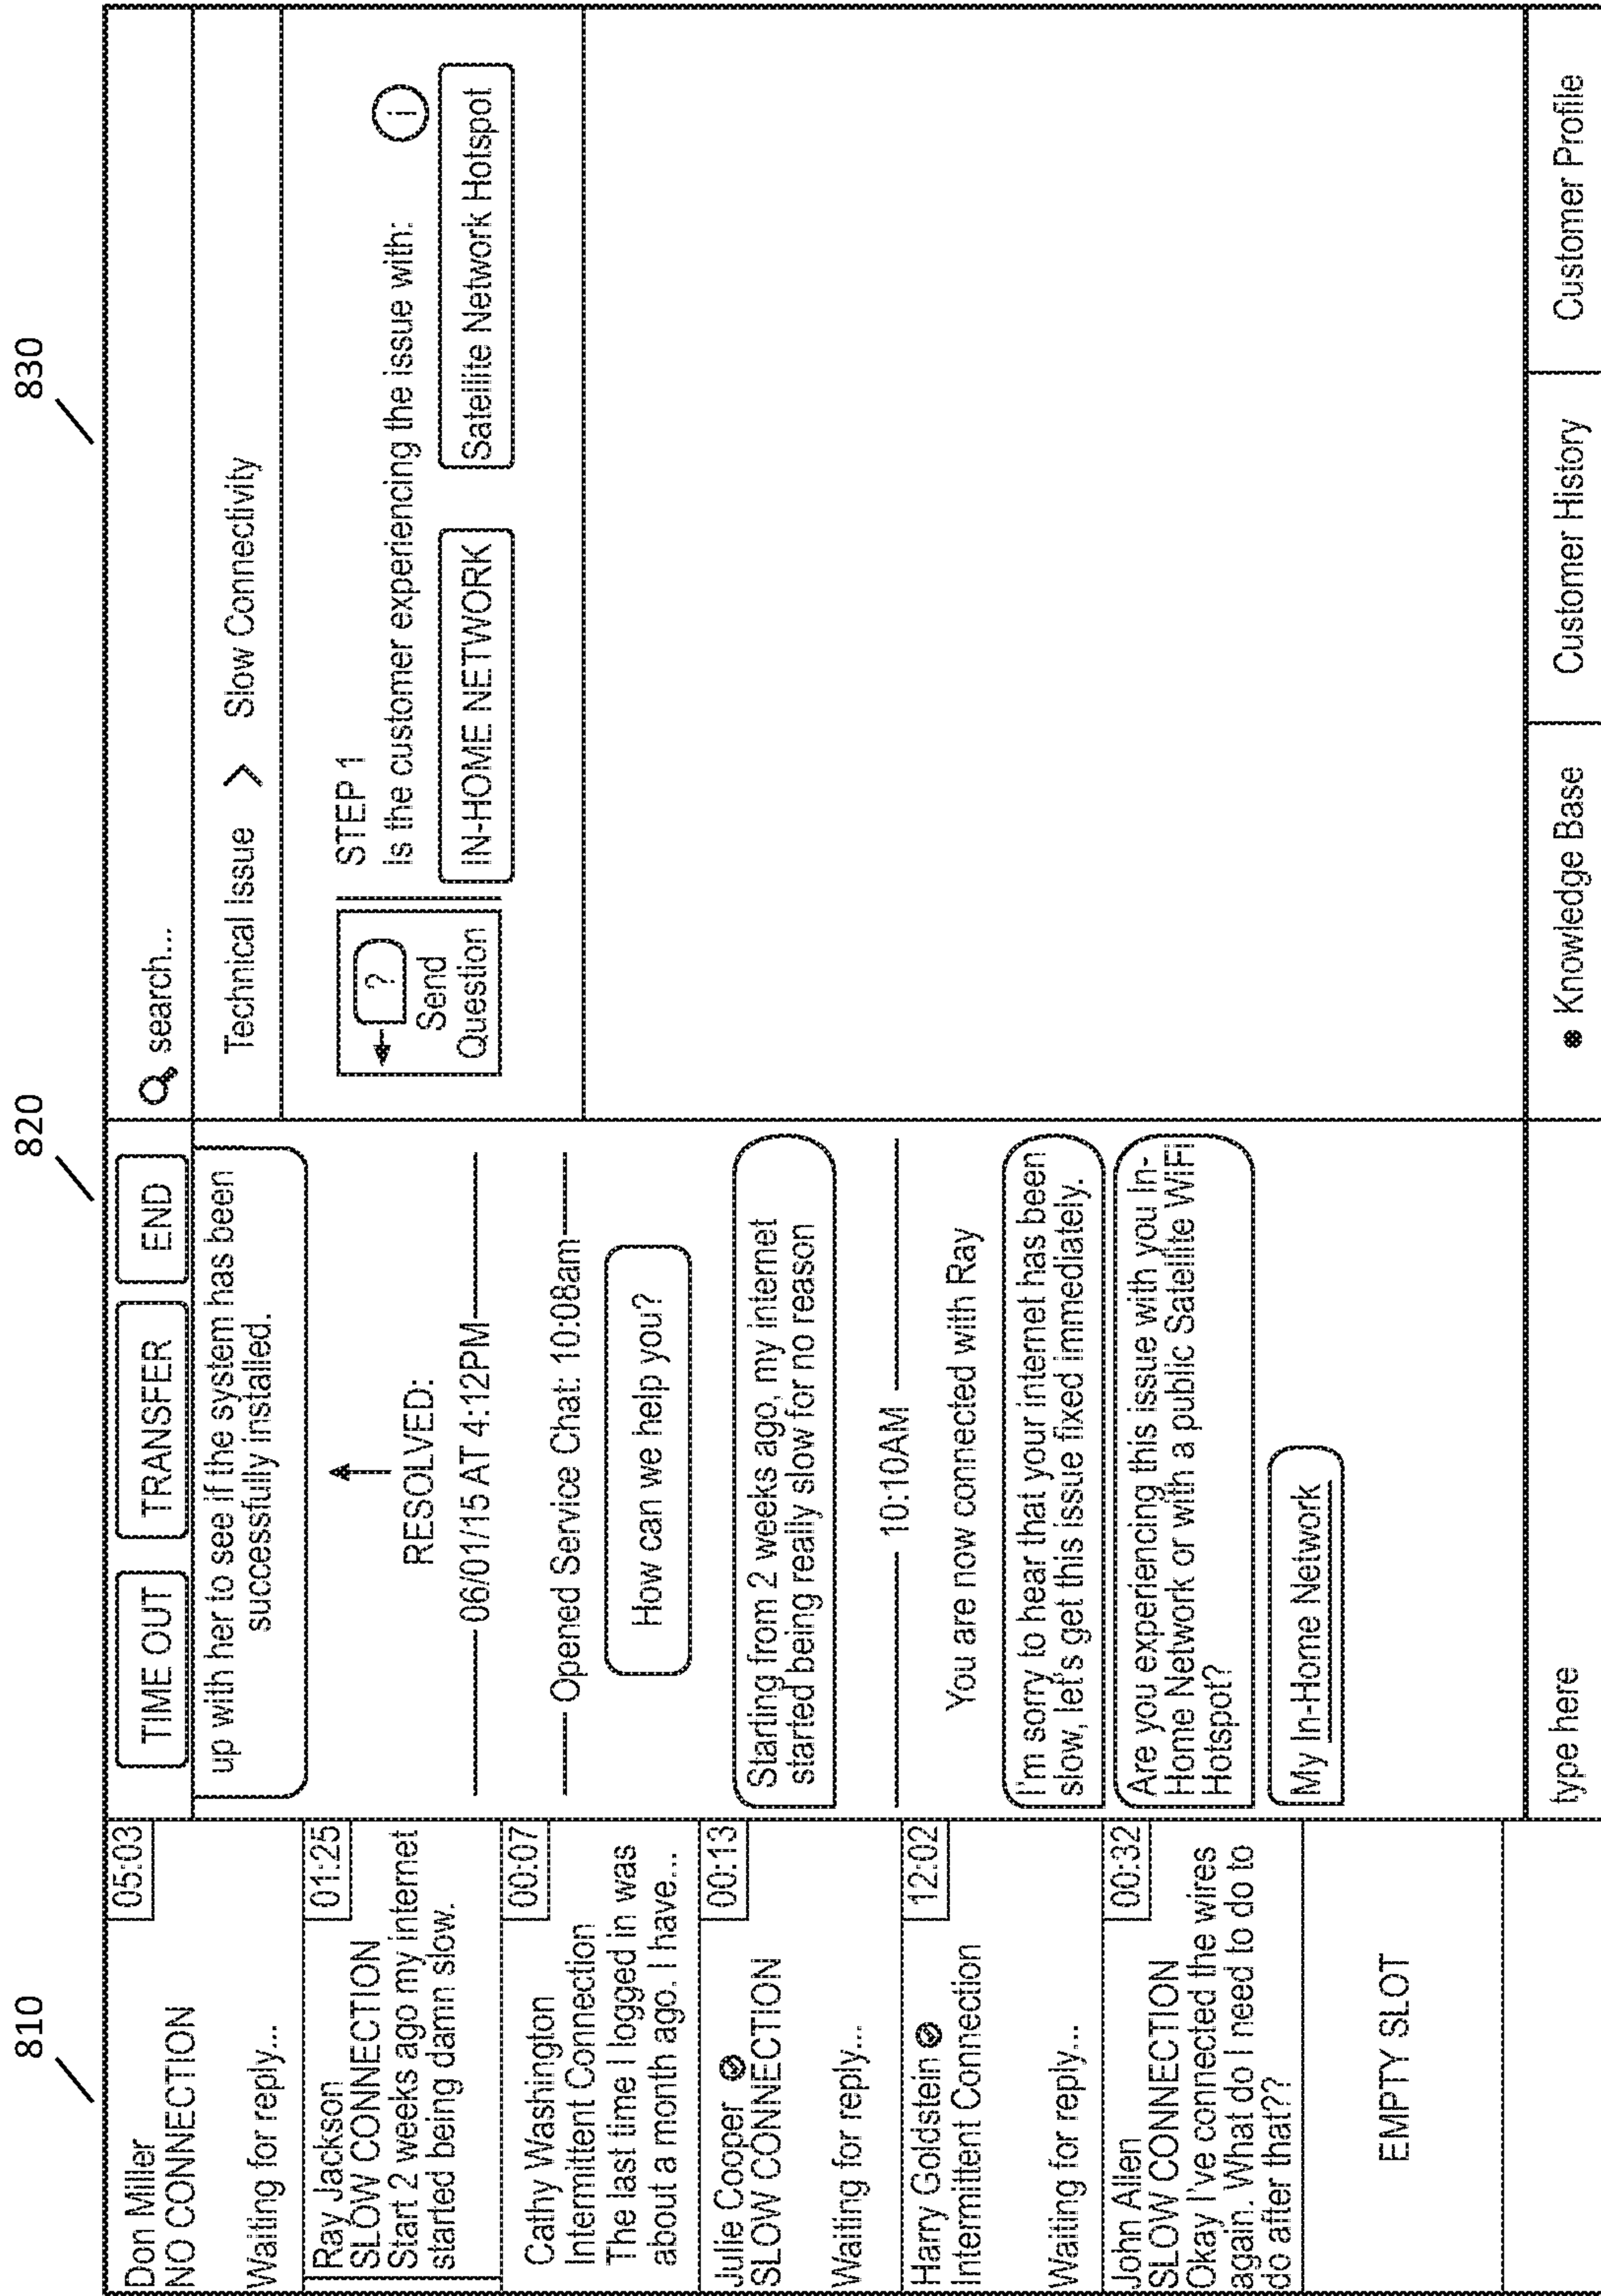 810
820
830
Don Miller
05:03
NO CONNECTION
Waiting for reply...
Ray Jackson
01:25
SLOW CONNECTION
Start 2 weeks ago my internet
started being damn slow.
Cathy Washington
00:07
Intermittent Connection
The last time I logged in was
about a month ago. I have...
Julie Cooper
00:13
SLOW CONNECTION
Waiting for reply...
Harry Goldstein
12:02
Intermittent Connection
Waiting for reply...
John Allen
00:32
SLOW CONNECTION
Okay I've connected the wires
again. What do I need to do to
do after that??
EMPTY SLOT
TIME OUT
TRANSFER
END
up with her to see if the system has been
successfully installed.
RESOLVED:
06/01/15 AT 4:12PM
Opened Service Chat: 10:08am
How can we help you?
Starting from 2 weeks ago, my internet
started being really slow for no reason
10:10AM
You are now connected with Ray
I'm sorry to hear that your internet has been
slow, let's get this issue fixed immediately.
Are you experiencing this issue with you In-
Home Network or with a public Satellite WiFi
Hotspot?
My In-Home Network
type here
search...
Technical Issue > Slow Connectivity
?
Send
Question
STEP 1
Is the customer experiencing the issue with:
i
IN-HOME NETWORK
Satellite Network Hotspot
Knowledge Base
Customer History
Customer Profile